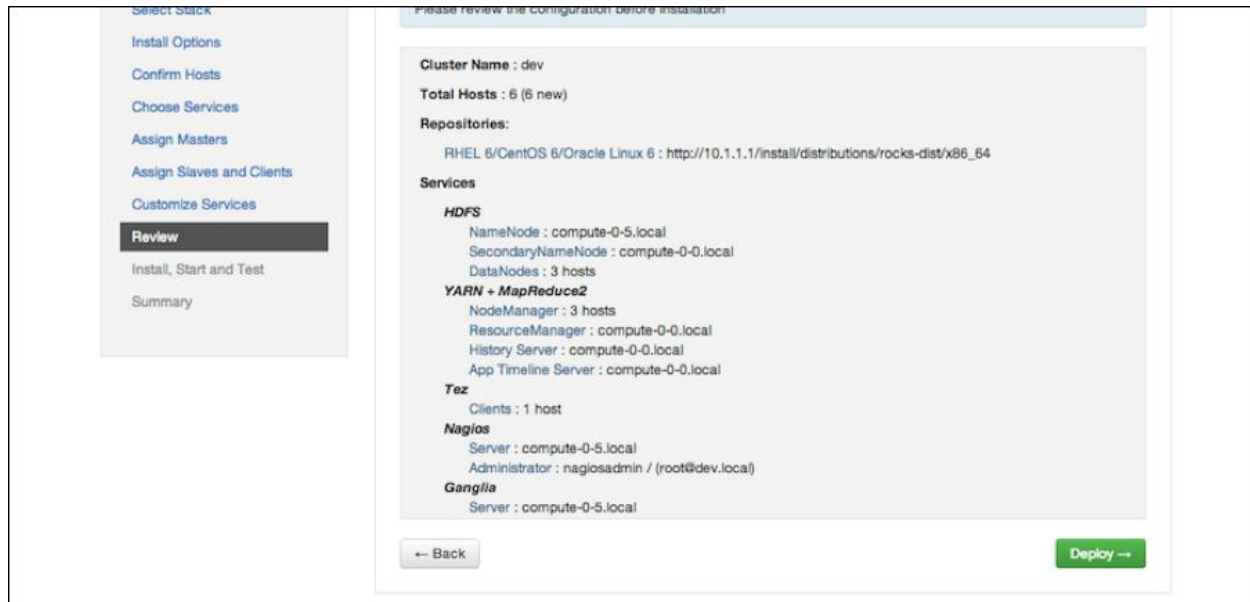 Select Stack
Install Options
Confirm Hosts
Choose Services
Assign Masters
Assign Slaves and Clients
Customize Services
Review
Install, Start and Test
Summary
Please review the configuration before installation
Cluster Name : dev
Total Hosts : 6 (6 new)
Repositories:
RHEL 6/CentOS 6/Oracle Linux 6 : http://10.1.1.1/install/distributions/rocks-dist/x86_64
Services
HDFS
NameNode : compute-0-5.local
SecondaryNameNode : compute-0-0.local
DataNodes : 3 hosts
YARN + MapReduce2
NodeManager : 3 hosts
ResourceManager : compute-0-0.local
History Server : compute-0-0.local
App Timeline Server : compute-0-0.local
Tez
Clients : 1 host
Nagios
Server : compute-0-5.local
Administrator : nagiosadmin / (root@dev.local)
Ganglia
Server : compute-0-5.local
← Back
Deploy →